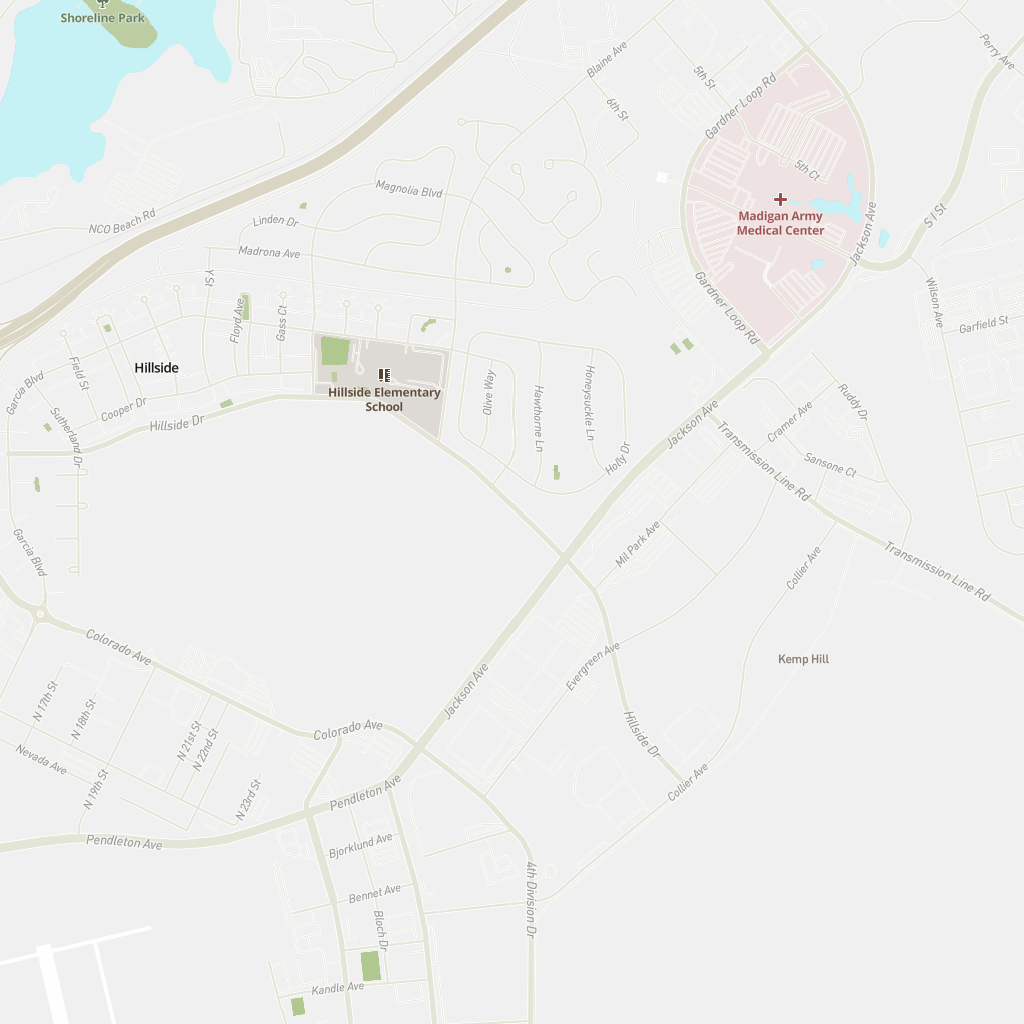 Shoreline Park
Blaine Ave
Perry Ave
5th St
6th St
Gardner Loop Rd
5th Ct
Magnolia Blvd
NCO Beach Rd
Linden Dr
Madigan Army
Medical Center
S I St
Jackson Ave
Madrona Ave
Y St
Floyd Ave
Gass Ct
Gardner Loop Rd
Wilson Ave
Garfield St
Hillside
Field St
Garcia Blvd
Cooper Dr
Sutherland Dr
Hillside Dr
Hillside Elementary
School
Olive Way
Hawthorne Ln
Honeysuckle Ln
Holly Dr
Jackson Ave
Ruddy Dr
Cramer Ave
Sansone Ct
Transmission Line Rd
Garcia Blvd
Mil Park Ave
Collier Ave
Transmission Line Rd
Colorado Ave
Evergreen Ave
Kemp Hill
N 17th St
N 18th St
N 21st St
N 22nd St
Jackson Ave
Colorado Ave
Hillside Dr
Nevada Ave
N 19th St
N 23rd St
Pendleton Ave
Collier Ave
Pendleton Ave
Bjorklund Ave
Bennet Ave
4th Division Dr
Bloch Dr
Kandle Ave